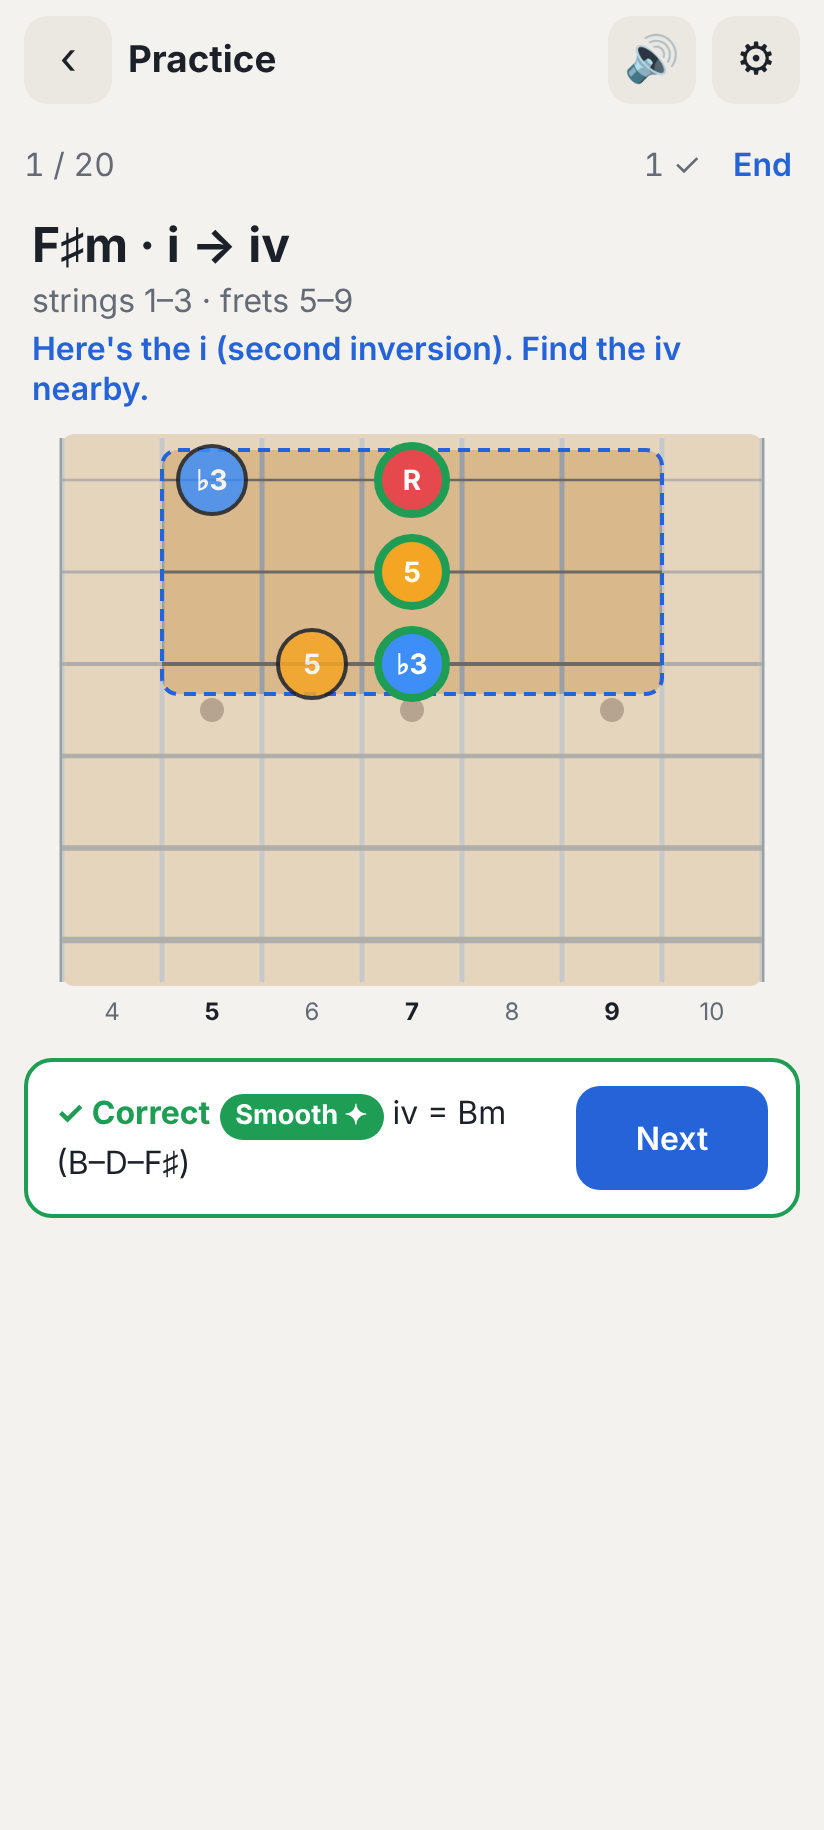 Practice
1 / 20
1 ✓ End
F♯m · i → iv
strings 1–3 · frets 5–9
Here's the i (second inversion). Find the iv
nearby.
♭3 R
5
5 ♭3
4 5 6 7 8 9 10
✓ Correct Smooth ✦ iv = Bm
(B–D–F♯)
Next